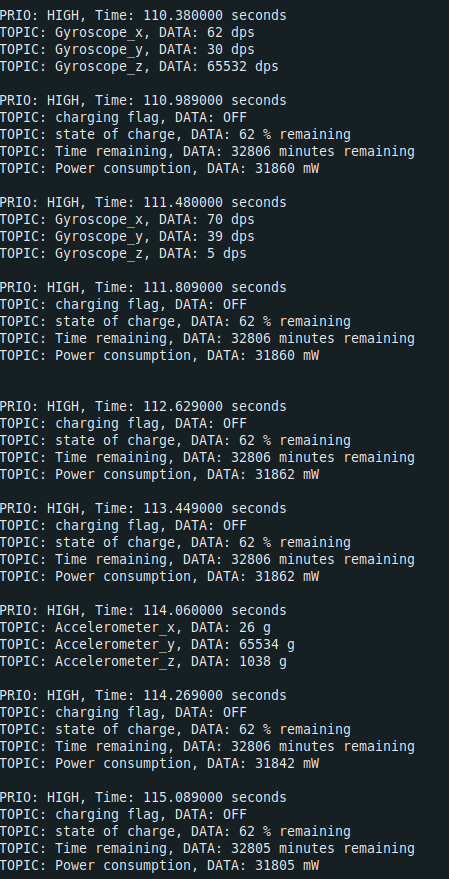 PRIO: HIGH, Time: 110.380000 seconds
TOPIC: Gyroscope_x, DATA: 62 dps
TOPIC: Gyroscope_y, DATA: 30 dps
TOPIC: Gyroscope_z, DATA: 65532 dps
PRIO: HIGH, Time: 110.989000 seconds
TOPIC: charging flag, DATA: OFF
TOPIC: state of charge, DATA: 62 % remaining
TOPIC: Time remaining, DATA: 32806 minutes remaining
TOPIC: Power consumption, DATA: 31860 mW
PRIO: HIGH, Time: 111.480000 seconds
TOPIC: Gyroscope_x, DATA: 70 dps
TOPIC: Gyroscope_y, DATA: 39 dps
TOPIC: Gyroscope_z, DATA: 5 dps
PRIO: HIGH, Time: 111.809000 seconds
TOPIC: charging flag, DATA: OFF
TOPIC: state of charge, DATA: 62 % remaining
TOPIC: Time remaining, DATA: 32806 minutes remaining
TOPIC: Power consumption, DATA: 31860 mW
PRIO: HIGH, Time: 112.629000 seconds
TOPIC: charging flag, DATA: OFF
TOPIC: state of charge, DATA: 62 % remaining
TOPIC: Time remaining, DATA: 32806 minutes remaining
TOPIC: Power consumption, DATA: 31862 mW
PRIO: HIGH, Time: 113.449000 seconds
TOPIC: charging flag, DATA: OFF
TOPIC: state of charge, DATA: 62 % remaining
TOPIC: Time remaining, DATA: 32806 minutes remaining
TOPIC: Power consumption, DATA: 31862 mW
PRIO: HIGH, Time: 114.060000 seconds
TOPIC: Accelerometer_x, DATA: 26 g
TOPIC: Accelerometer_y, DATA: 65534 g
TOPIC: Accelerometer_z, DATA: 1038 g
PRIO: HIGH, Time: 114.269000 seconds
TOPIC: charging flag, DATA: OFF
TOPIC: state of charge, DATA: 62 % remaining
TOPIC: Time remaining, DATA: 32806 minutes remaining
TOPIC: Power consumption, DATA: 31842 mW
PRIO: HIGH, Time: 115.089000 seconds
TOPIC: charging flag, DATA: OFF
TOPIC: state of charge, DATA: 62 % remaining
TOPIC: Time remaining, DATA: 32805 minutes remaining
TOPIC: Power consumption, DATA: 31805 mW